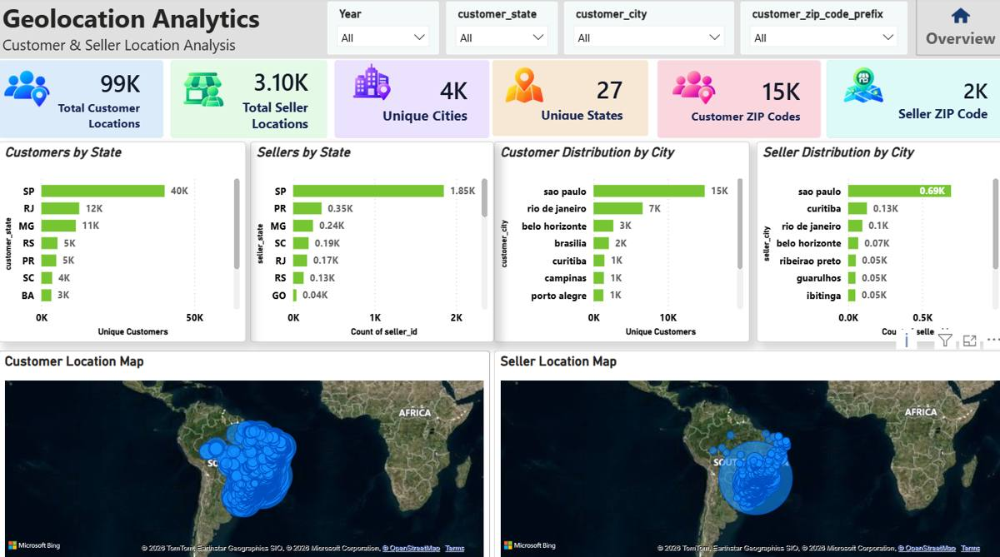 Geolocation Analytics
Customer & Seller Location Analysis
Year
All
customer_state
All
customer_city
All
customer_zip_code_prefix
All
Overview
99K
Total Customer
Locations
3.10K
Total Seller
Locations
4K
Unique Cities
27
Unique States
15K
Customer ZIP Codes
2K
Seller ZIP Code
Customers by State
customer_state
SP 40K
RJ 12K
MG 11K
RS 5K
PR 5K
SC 4K
BA 3K
0K 50K
Unique Customers
Sellers by State
seller_state
SP 1.85K
PR 0.35K
MG 0.24K
SC 0.19K
RJ 0.17K
RS 0.13K
GO 0.04K
0K 1K 2K
Count of seller_id
Customer Distribution by City
customer_city
sao paulo 15K
rio de janeiro 7K
belo horizonte 3K
brasilia 2K
curitiba 1K
campinas 1K
porto alegre 1K
0K 10K
Unique Customers
Seller Distribution by City
seller_city
sao paulo 0.69K
curitiba 0.13K
rio de janeiro 0.1K
belo horizonte 0.07K
ribeirao preto 0.05K
guarulhos 0.05K
ibitinga 0.05K
0.0K 0.5K
Customer Location Map
AFRICA
Microsoft Bing
© 2026 TomTom, Earthstar Geographics SIO, © 2026 Microsoft Corporation, © OpenStreetMap Terms
Seller Location Map
AFRICA
Microsoft Bing
© 2026 TomTom, Earthstar Geographics SIO, © 2026 Microsoft Corporation, © OpenStreetMap Terms